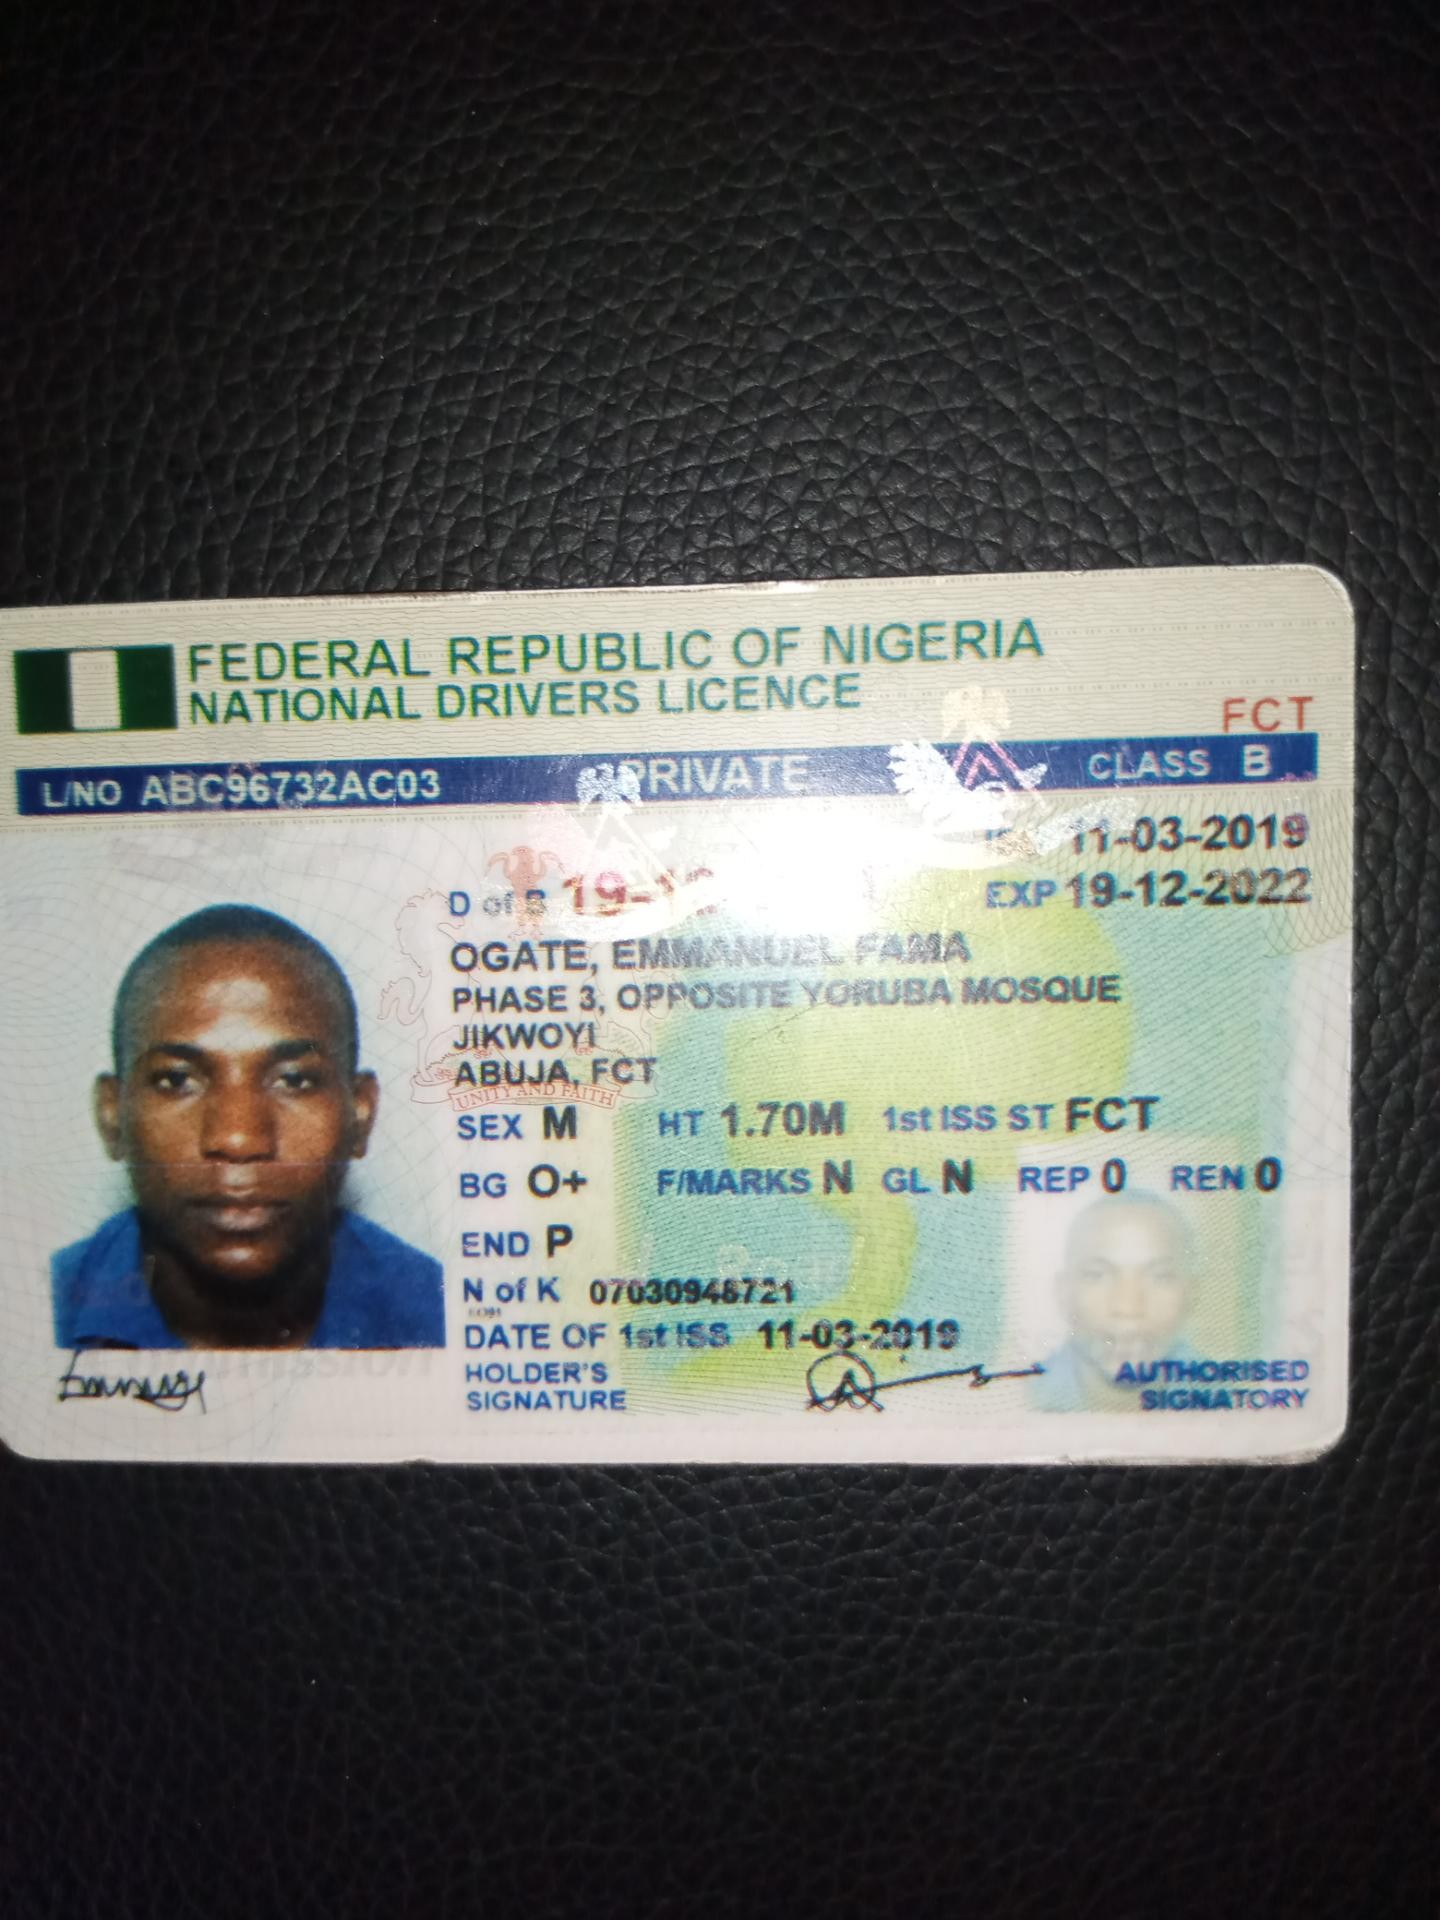 FEDERAL REPUBLIC OF NIGERIA
NATIONAL DRIVERS LICENCE
FCT
L/NO ABC96732AC03 PRIVATE CLASS B
11-03-2019
D of B 19-
EXP 19-12-2022
OGATE, EMMANUEL FAMA
PHASE 3, OPPOSITE YORUBA MOSQUE
JIKWOYI
ABUJA, FCT
UNITY AND FAITH
SEX M HT 1.70M 1st ISS ST FCT
BG O+ F/MARKS N GL N REP 0 REN 0
END P
N of K 07030948721
DATE OF 1st ISS 11-03-2019
HOLDER'S
SIGNATURE
AUTHORISED
SIGNATORY